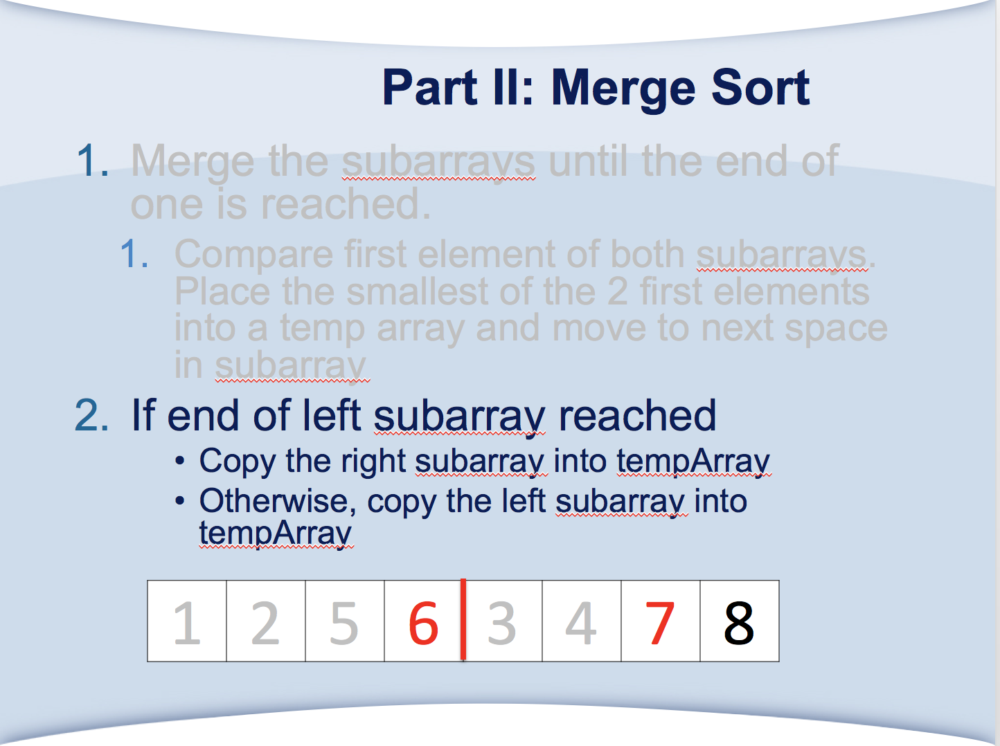 Part II: Merge Sort
1. Merge the subarrays until the end of
one is reached.
1. Compare first element of both subarrays.
Place the smallest of the 2 first elements
into a temp array and move to next space
in subarray
2. If end of left subarray reached
• Copy the right subarray into tempArray
• Otherwise, copy the left subarray into
tempArray
1 2 5 6 3 4 7 8